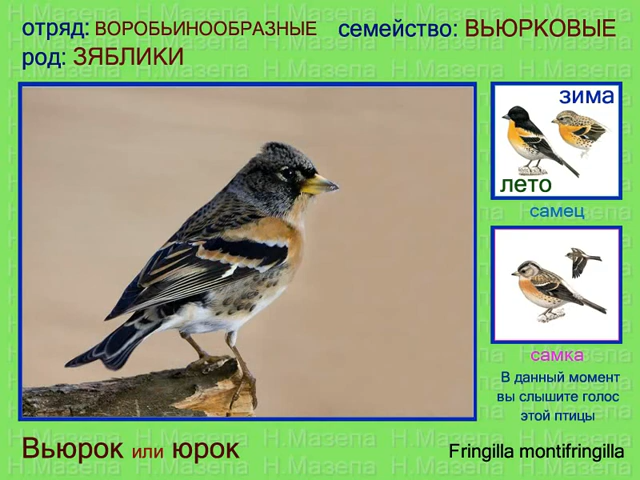 отряд: ВОРОБЬИНООБРАЗНЫЕ семейство: ВЬЮРКОВЫЕ
род: ЗЯБЛИКИ
зима
лето
самец
самка
В данный момент
вы слышите голос
этой птицы
Вьюрок или юрок
Fringilla montifringilla
Н.Мазепа